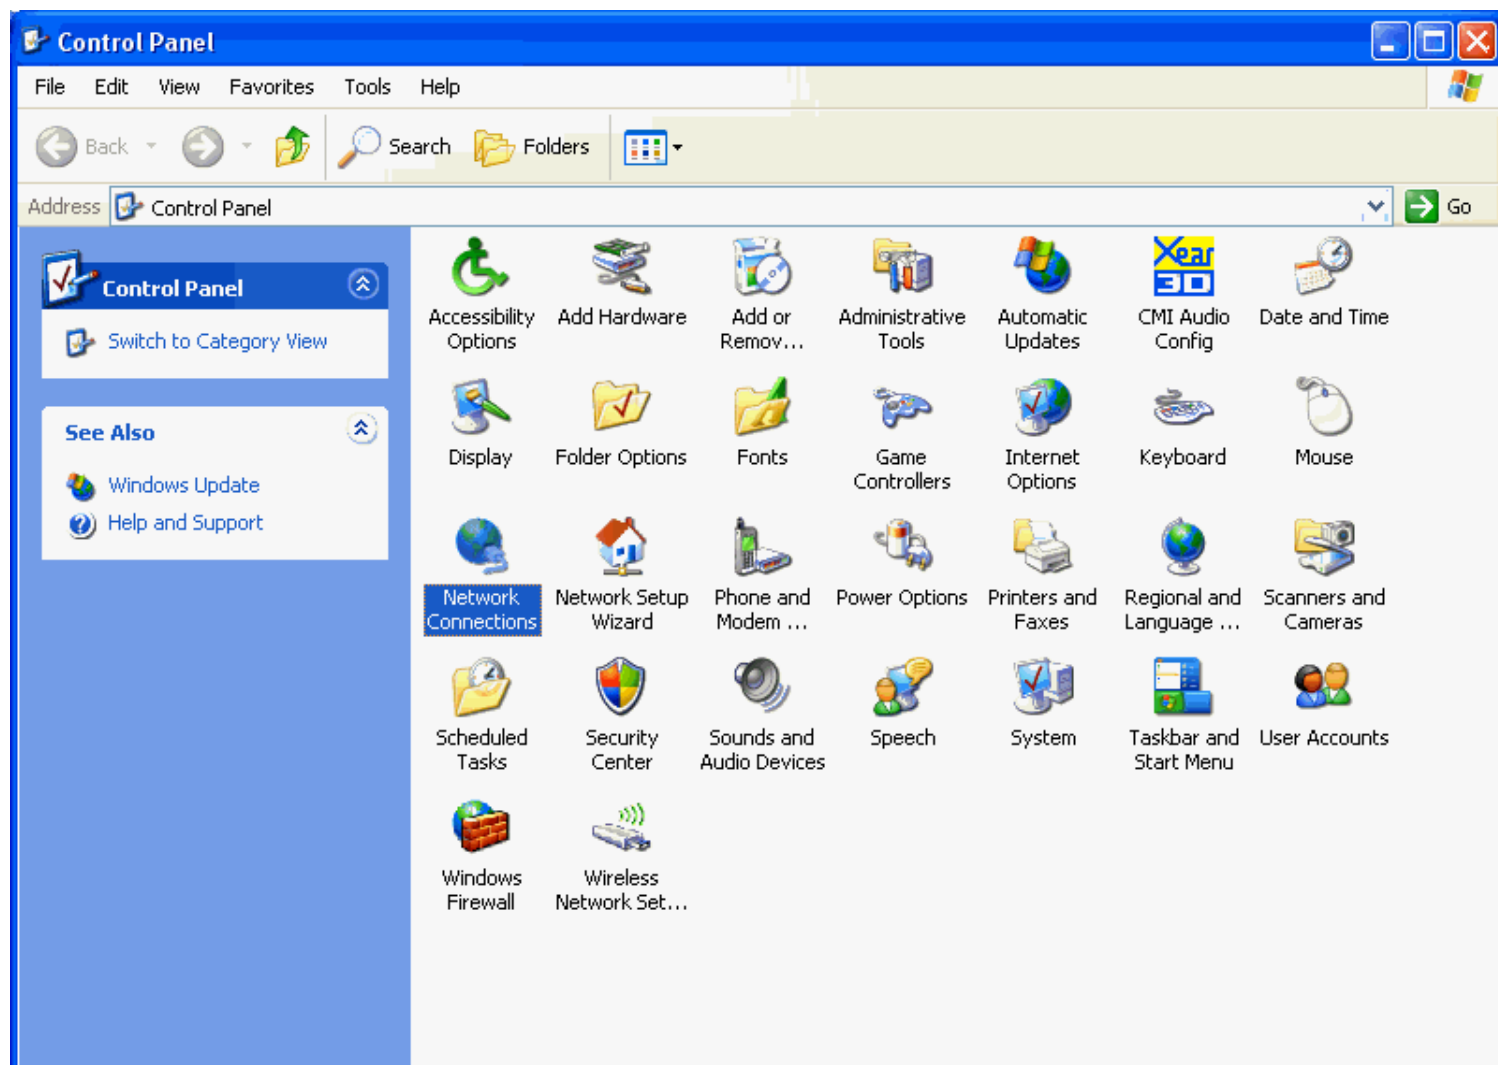 Control Panel
File Edit View Favorites Tools Help
Back Search Folders
Address Control Panel Go
Control Panel
Switch to Category View
See Also
Windows Update
Help and Support
Accessibility
Options
Add Hardware
Add or
Remov...
Administrative
Tools
Automatic
Updates
Xear
3D
CMI Audio
Config
Date and Time
Display
Folder Options
Fonts
Game
Controllers
Internet
Options
Keyboard
Mouse
Network
Connections
Network Setup
Wizard
Phone and
Modem ...
Power Options
Printers and
Faxes
Regional and
Language ...
Scanners and
Cameras
Scheduled
Tasks
Security
Center
Sounds and
Audio Devices
Speech
System
Taskbar and
Start Menu
User Accounts
Windows
Firewall
Wireless
Network Set...